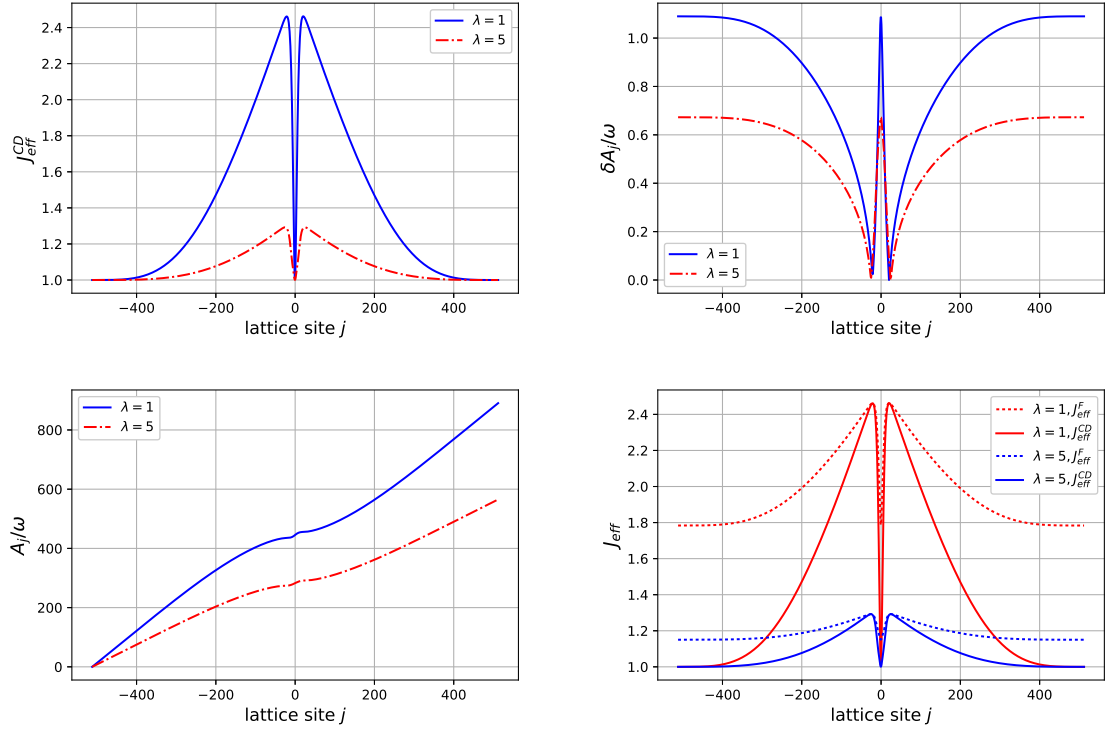 J_{eff}^{CD}
2.4
2.2
2.0
1.8
1.6
1.4
1.2
1.0
λ = 1
λ = 5
−400 −200 0 200 400
lattice site j
δA_j/ω
1.0
0.8
0.6
0.4
0.2
0.0
λ = 1
λ = 5
−400 −200 0 200 400
lattice site j
A_j/ω
800
600
400
200
0
λ = 1
λ = 5
−400 −200 0 200 400
lattice site j
J_{eff}
2.4
2.2
2.0
1.8
1.6
1.4
1.2
1.0
λ = 1, J_{eff}^{F}
λ = 1, J_{eff}^{CD}
λ = 5, J_{eff}^{F}
λ = 5, J_{eff}^{CD}
−400 −200 0 200 400
lattice site j